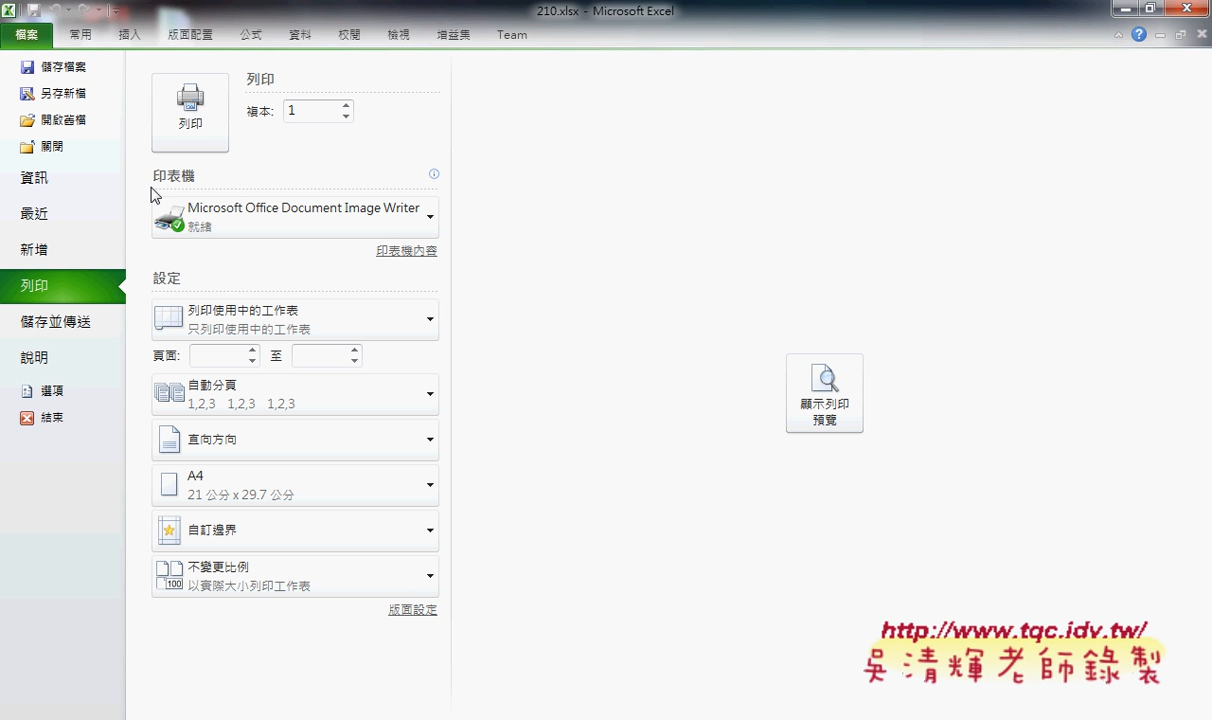 210.xlsx - Microsoft Excel
檔案 常用 插入 版面配置 公式 資料 校閱 檢視 增益集 Team
儲存檔案
另存新檔
開啟舊檔
關閉
資訊
最近
新增
列印
儲存並傳送
說明
選項
結束
列印
列印
複本: 1
印表機
Microsoft Office Document Image Writer
就緒
印表機內容
設定
列印使用中的工作表
只列印使用中的工作表
頁面: 至
自動分頁
1,2,3 1,2,3 1,2,3
直向方向
A4
21 公分 x 29.7 公分
自訂邊界
不變更比例
100
以實際大小列印工作表
版面設定
顯示列印
預覽
http://www.tqc.idv.tw/
吳清輝老師錄製